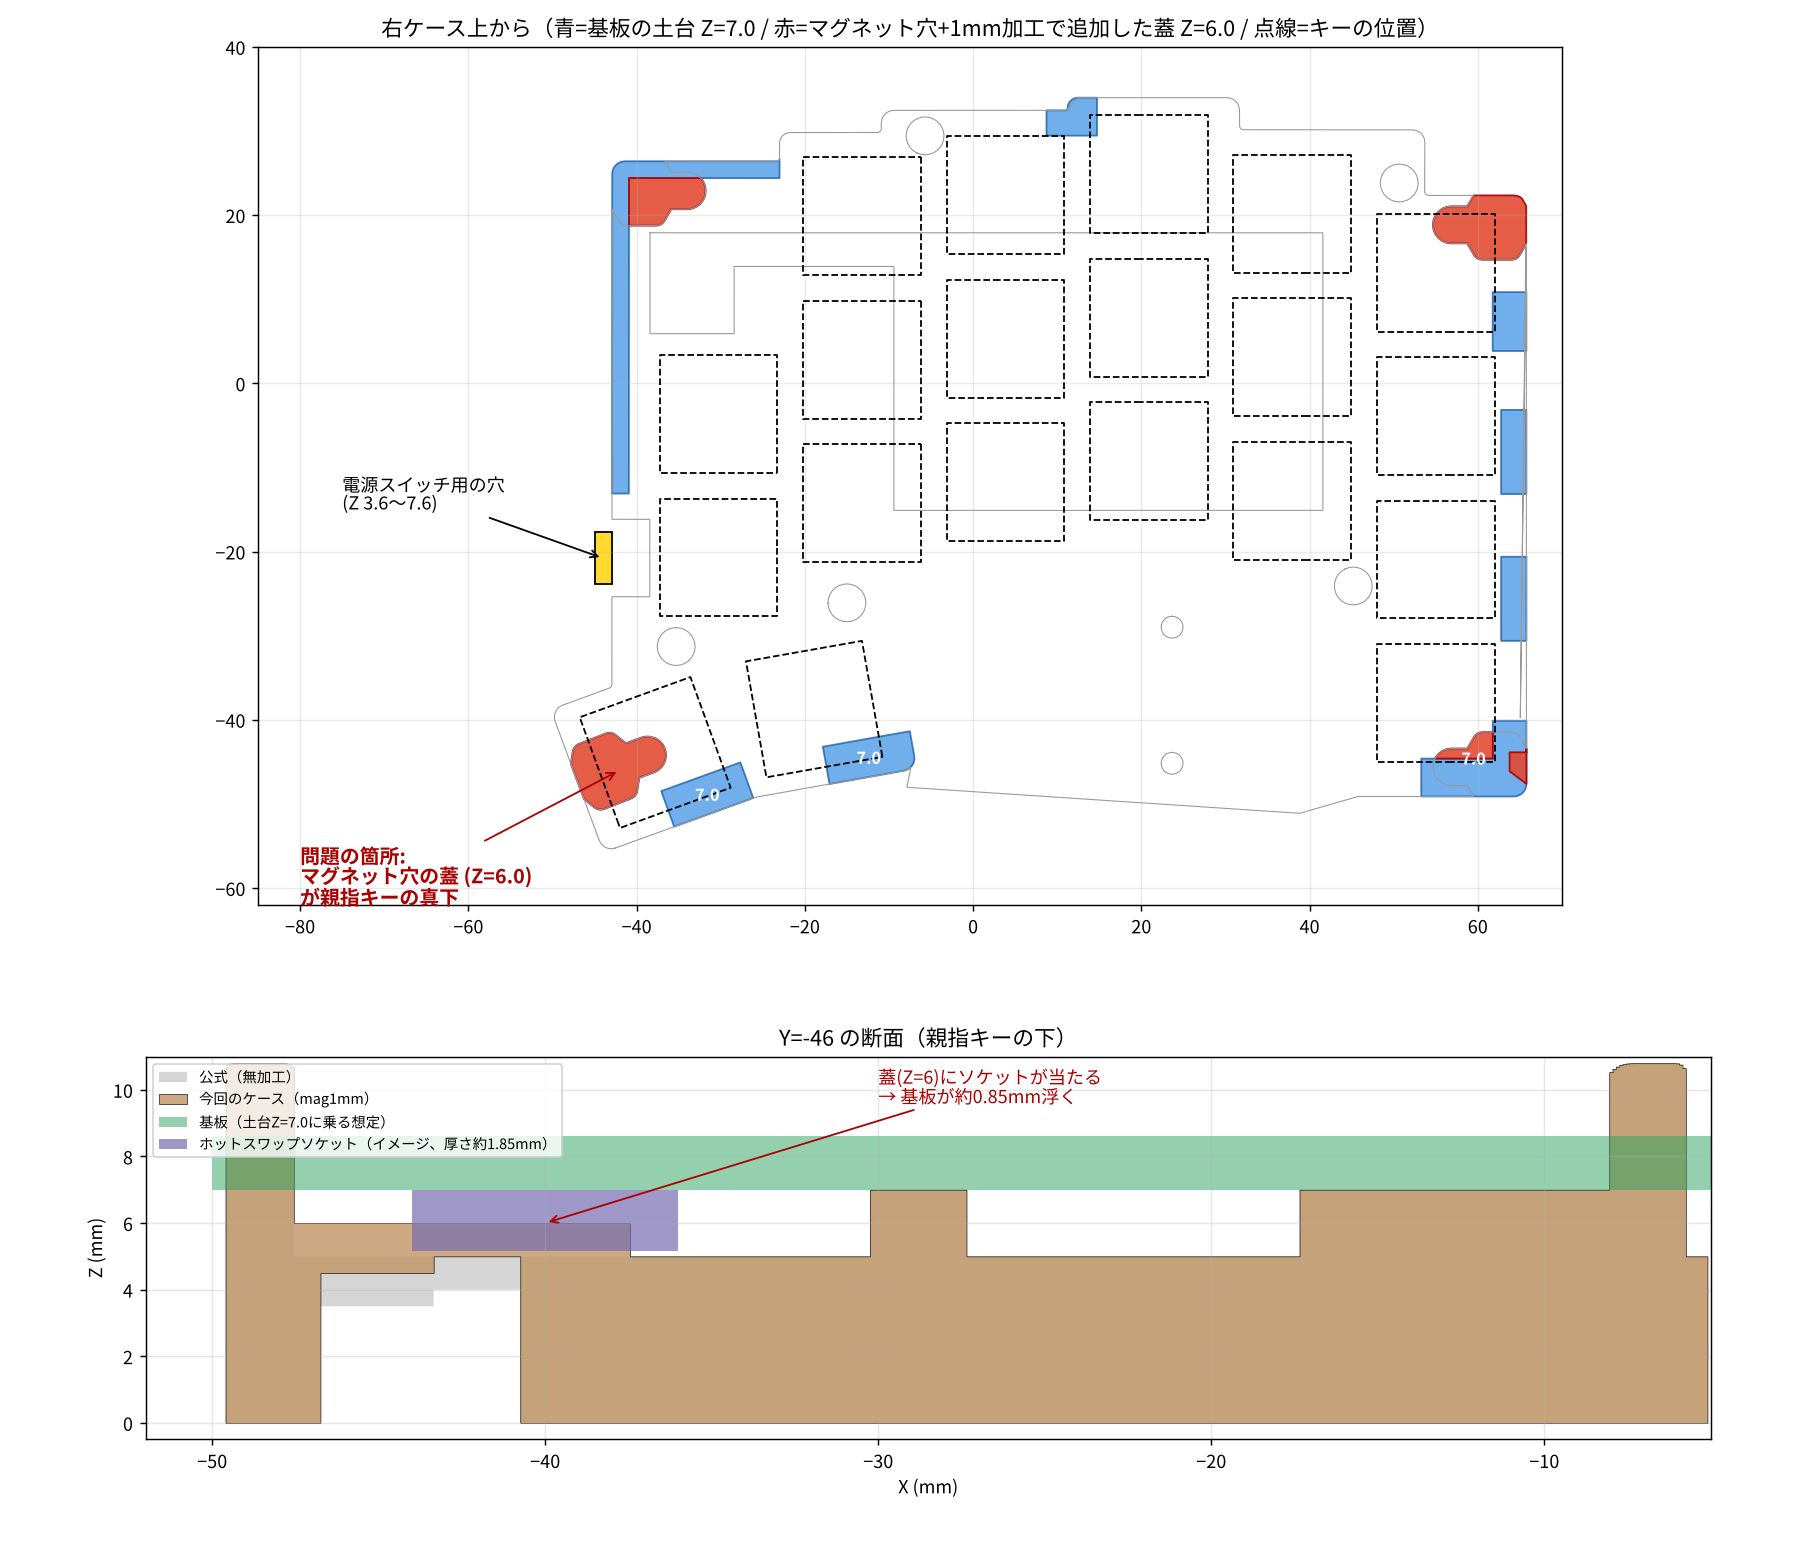 右ケース上から（青=基板の土台 Z=7.0 / 赤=マグネット穴+1mm加工で追加した蓋 Z=6.0 / 点線=キーの位置）
40
20
0
−20
−40
−60
電源スイッチ用の穴
(Z 3.6〜7.6)
7.0
7.0
7.0
問題の箇所:
マグネット穴の蓋 (Z=6.0)
が親指キーの真下
−80
−60
−40
−20
0
20
40
60
Y=-46 の断面（親指キーの下）
公式（無加工）
今回のケース（mag1mm）
基板（土台Z=7.0に乗る想定）
ホットスワップソケット（イメージ、厚さ約1.85mm）
蓋(Z=6)にソケットが当たる
→ 基板が約0.85mm浮く
Z (mm)
10
8
6
4
2
0
−50
−40
−30
−20
−10
X (mm)